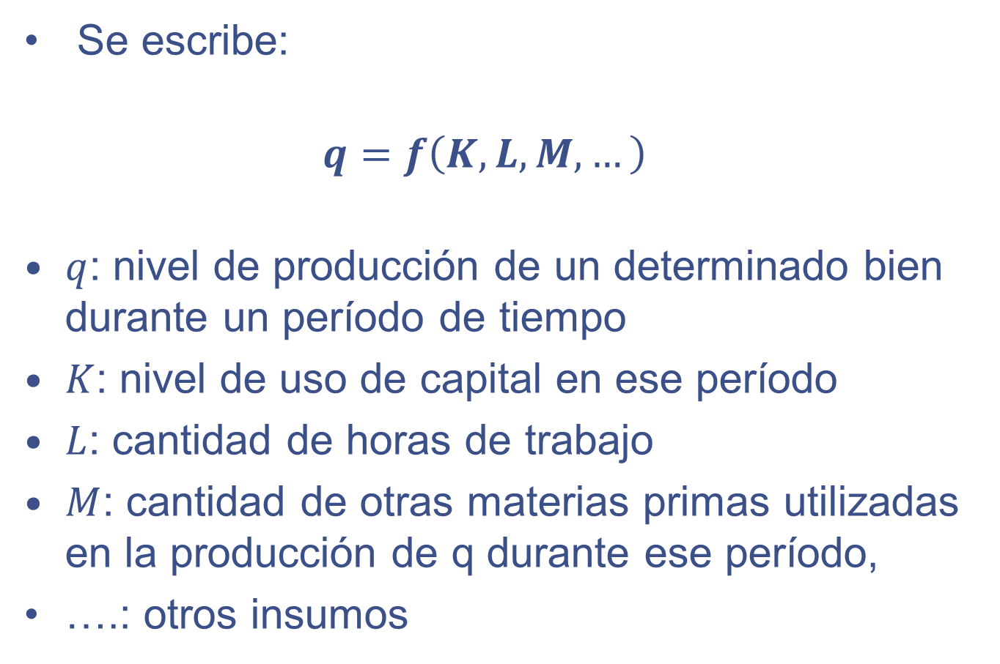 • Se escribe:
q = f(K, L, M, … )
• q: nivel de producción de un determinado bien
durante un período de tiempo
• K: nivel de uso de capital en ese período
• L: cantidad de horas de trabajo
• M: cantidad de otras materias primas utilizadas
en la producción de q durante ese período,
• ….: otros insumos